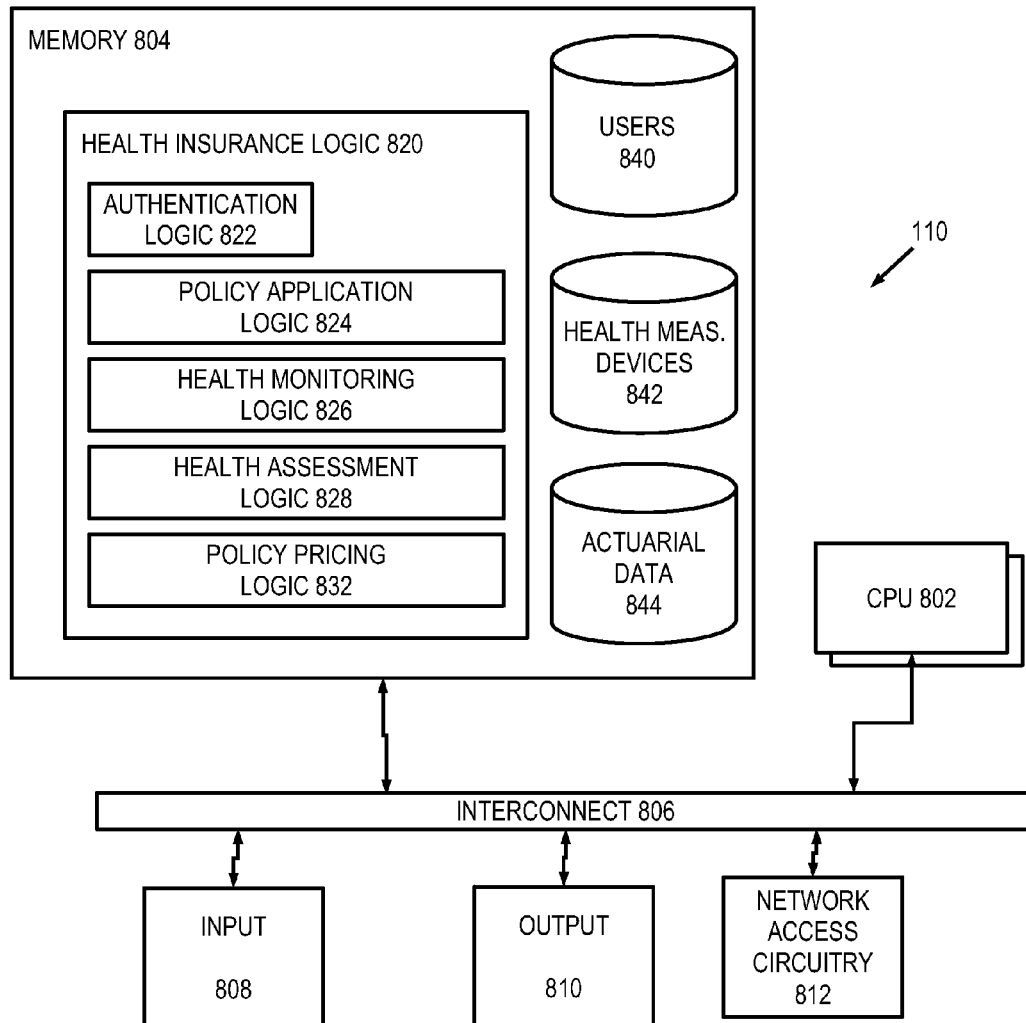 MEMORY 804
HEALTH INSURANCE LOGIC 820
AUTHENTICATION
LOGIC 822
POLICY APPLICATION
LOGIC 824
HEALTH MONITORING
LOGIC 826
HEALTH ASSESSMENT
LOGIC 828
POLICY PRICING
LOGIC 832
USERS
840
HEALTH MEAS.
DEVICES
842
ACTUARIAL
DATA
844
110
CPU 802
INTERCONNECT 806
INPUT
808
OUTPUT
810
NETWORK
ACCESS
CIRCUITRY
812